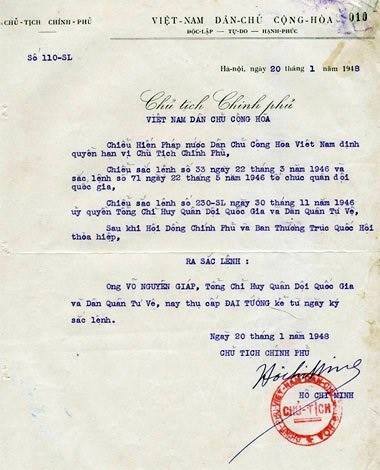 CHỦ-TỊCH CHÍNH-PHỦ
VIỆT-NAM DÂN-CHỦ CỘNG-HÒA
ĐỘC-LẬP — TỰ-DO — HẠNH-PHÚC
010
Số 110-SL
Hà-nội, ngày 20 tháng 1 năm 1948
Chủ tịch Chính phủ
VIỆT NAM DÂN CHỦ CỘNG HÒA
Chiếu Hiến Pháp nước Dân Chủ Cộng Hòa Việt Nam định
quyền hạn vị Chủ Tịch Chính Phủ,
Chiếu sắc lệnh số 33 ngày 22 tháng 3 năm 1946 và
sắc lệnh số 71 ngày 22 tháng 5 năm 1946 tổ chức quân đội
quốc gia,
Chiếu sắc lệnh số 230-SL ngày 30 tháng 11 năm 1946
ủy quyền Tổng Chỉ Huy Quân Đội Quốc Gia và Dân Quân Tự Vệ,
Sau khi Hội Đồng Chính Phủ và Ban Thường Trực Quốc Hội
thỏa hiệp,
RA SẮC LỆNH :
Ông VÕ NGUYÊN GIÁP, Tổng Chỉ Huy Quân Đội Quốc Gia
và Dân Quân Tự Vệ, nay thụ cấp ĐẠI TƯỚNG kể từ ngày ký
sắc lệnh.
Ngày 20 tháng 1 năm 1948
CHỦ TỊCH CHÍNH PHỦ
HỒ CHÍ MINH
CHỦ-TỊCH